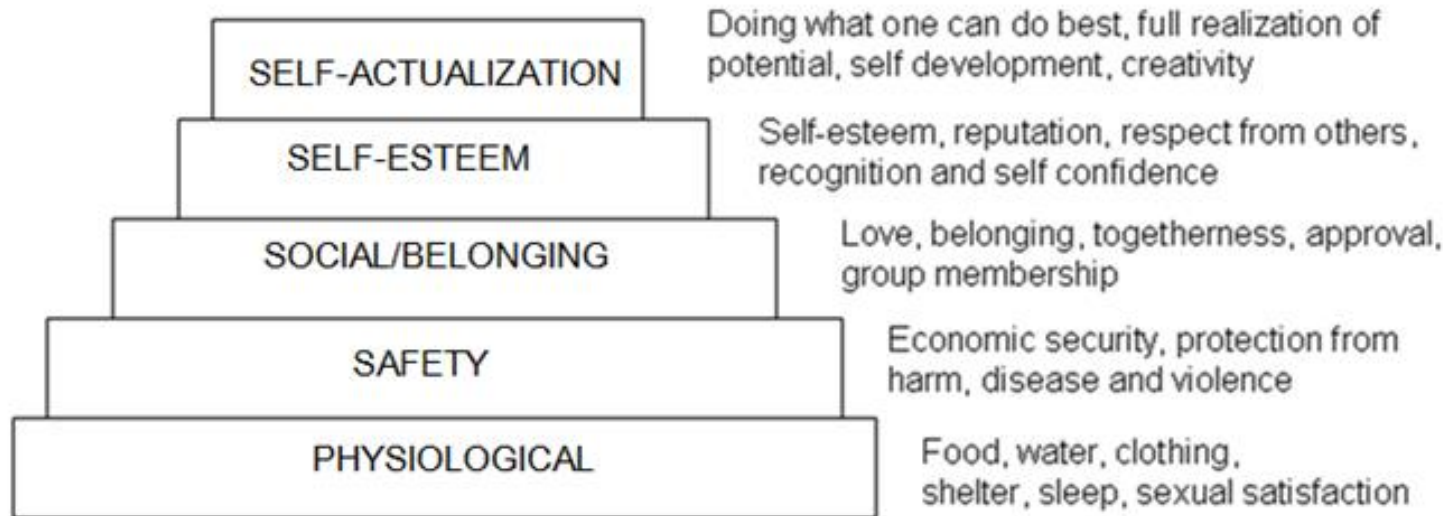 SELF-ACTUALIZATION
Doing what one can do best, full realization of
potential, self development, creativity
SELF-ESTEEM
Self-esteem, reputation, respect from others,
recognition and self confidence
SOCIAL/BELONGING
Love, belonging, togetherness, approval,
group membership
SAFETY
Economic security, protection from
harm, disease and violence
PHYSIOLOGICAL
Food, water, clothing,
shelter, sleep, sexual satisfaction